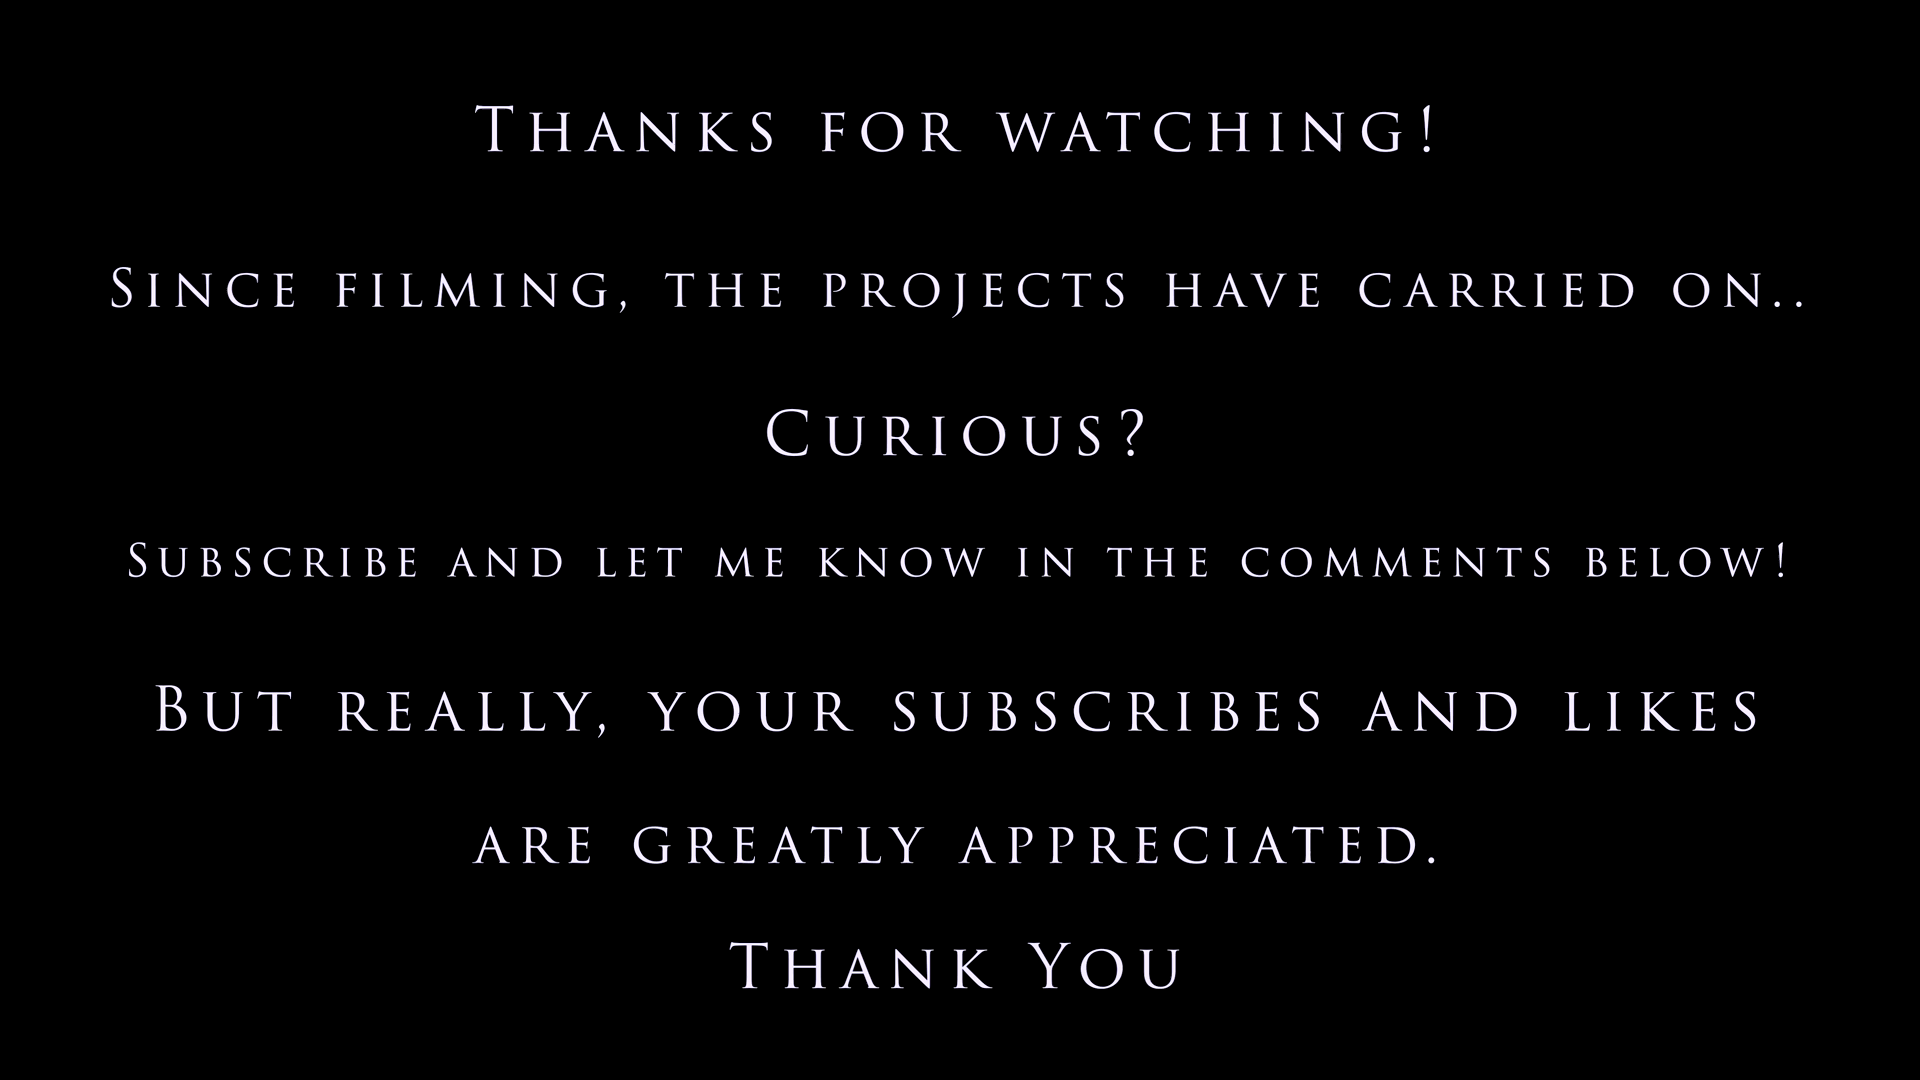 Thanks for watching!
Since filming, the projects have carried on..
Curious?
Subscribe and let me know in the comments below!
But really, your subscribes and likes
are greatly appreciated.
Thank You